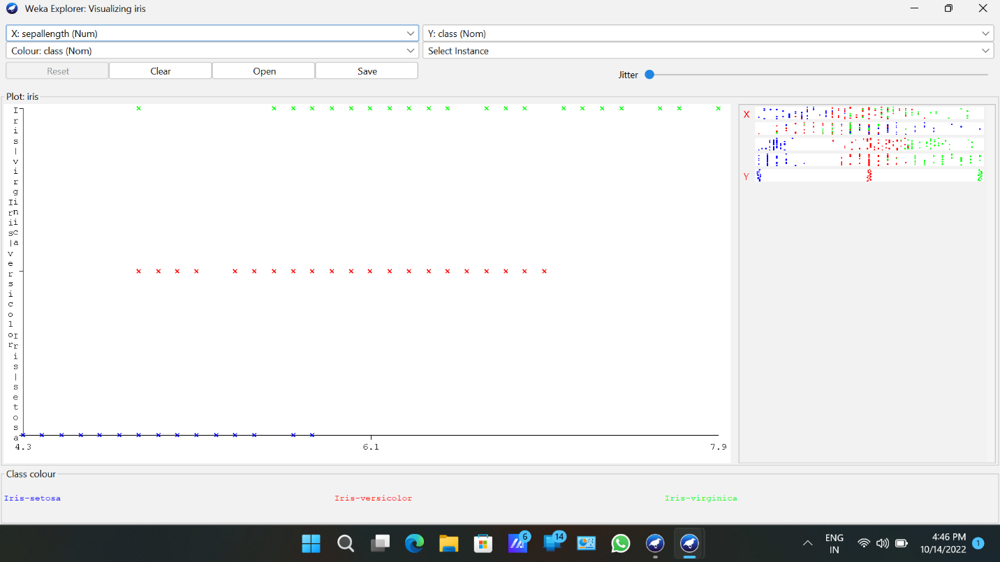 Weka Explorer: Visualizing iris
X: sepallength (Num)
Y: class (Nom)
Colour: class (Nom)
Select Instance
Reset
Clear
Open
Save
Jitter
Plot: iris
Iris|virginica
Iris|versicolor
Iris|setosa
4.3
6.1
7.9
X
Y
Class colour
Iris-setosa
Iris-versicolor
Iris-virginica
6
14
ENG
IN
4:46 PM
10/14/2022
1